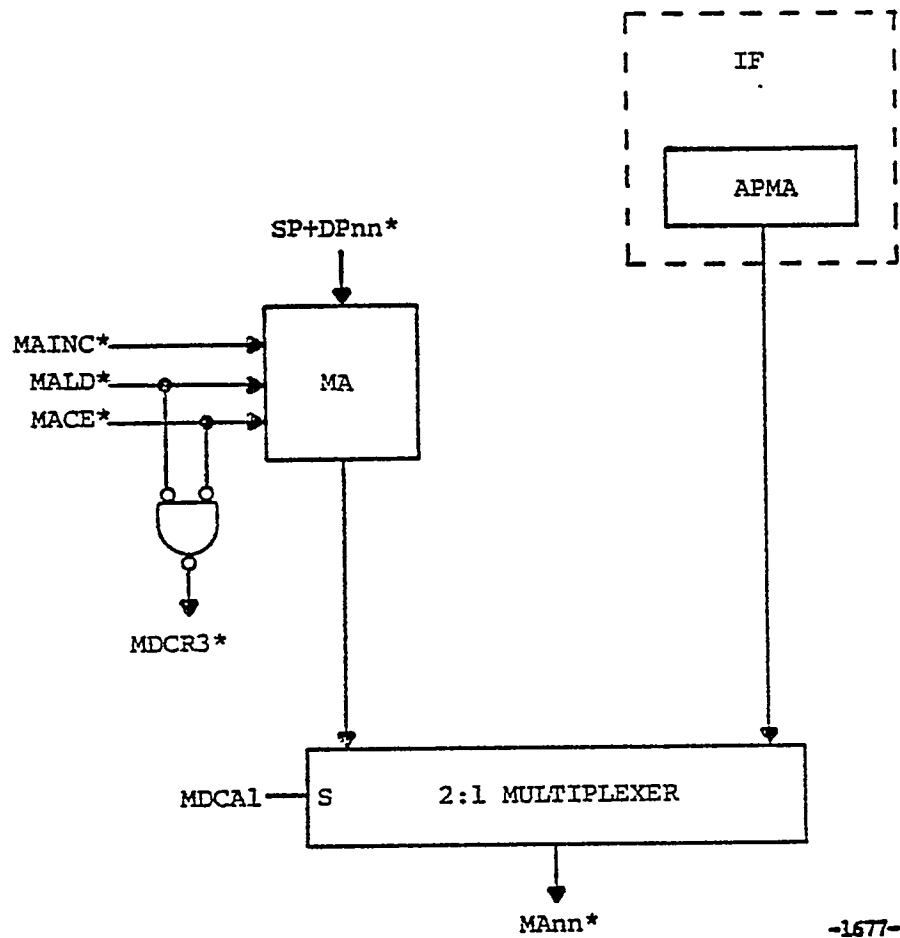 IF
APMA
SP+DPnn*
MAINC*
MALD*
MACE*
MA
MDCR3*
MDCA1
S
2:1 MULTIPLEXER
MAnn*
-1677-